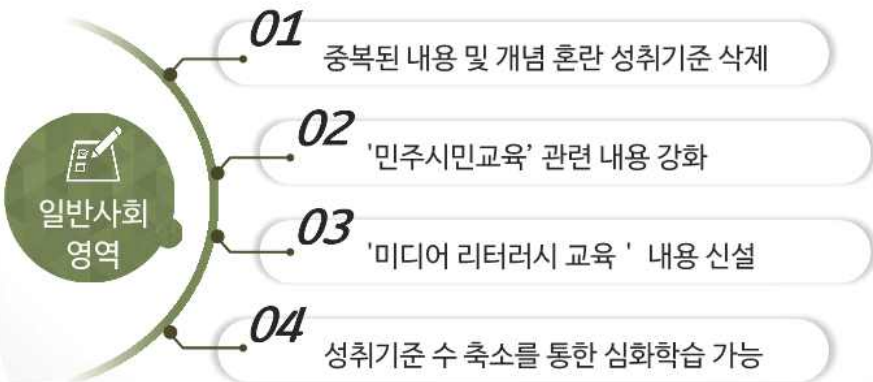 일반사회
영역
01
중복된 내용 및 개념 혼란 성취기준 삭제
02
'민주시민교육’ 관련 내용 강화
03
'미디어 리터러시 교육 ' 내용 신설
04
성취기준 수 축소를 통한 심화학습 가능